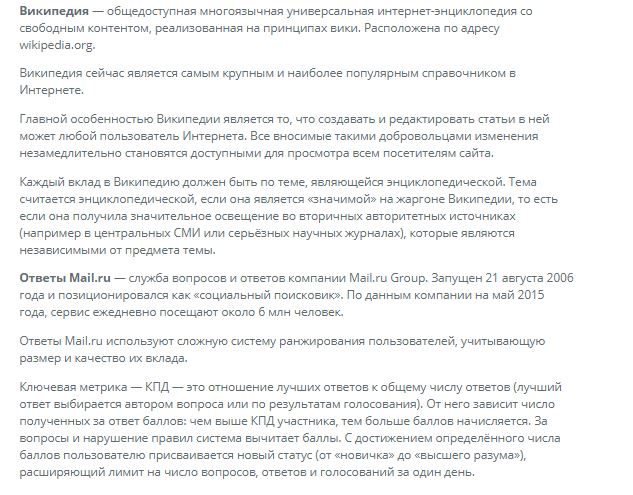 Википедия — общедоступная многоязычная универсальная интернет-энциклопедия со
свободным контентом, реализованная на принципах вики. Расположена по адресу
wikipedia.org.
Википедия сейчас является самым крупным и наиболее популярным справочником в
Интернете.
Главной особенностью Википедии является то, что создавать и редактировать статьи в ней
может любой пользователь Интернета. Все вносимые такими добровольцами изменения
незамедлительно становятся доступными для просмотра всем посетителям сайта.
Каждый вклад в Википедию должен быть по теме, являющейся энциклопедической. Тема
считается энциклопедической, если она является «значимой» на жаргоне Википедии, то есть
если она получила значительное освещение во вторичных авторитетных источниках
(например в центральных СМИ или серьёзных научных журналах), которые являются
независимыми от предмета темы.
Ответы Mail.ru — служба вопросов и ответов компании Mail.ru Group. Запущен 21 августа 2006
года и позиционировался как «социальный поисковик». По данным компании на май 2015
года, сервис ежедневно посещают около 6 млн человек.
Ответы Mail.ru используют сложную систему ранжирования пользователей, учитывающую
размер и качество их вклада.
Ключевая метрика — КПД — это отношение лучших ответов к общему числу ответов (лучший
ответ выбирается автором вопроса или по результатам голосования). От него зависит число
полученных за ответ баллов: чем выше КПД участника, тем больше баллов начисляется. За
вопросы и нарушение правил система вычитает баллы. С достижением определённого числа
баллов пользователю присваивается новый статус (от «новичка» до «высшего разума»),
расширяющий лимит на число вопросов, ответов и голосований за один день.